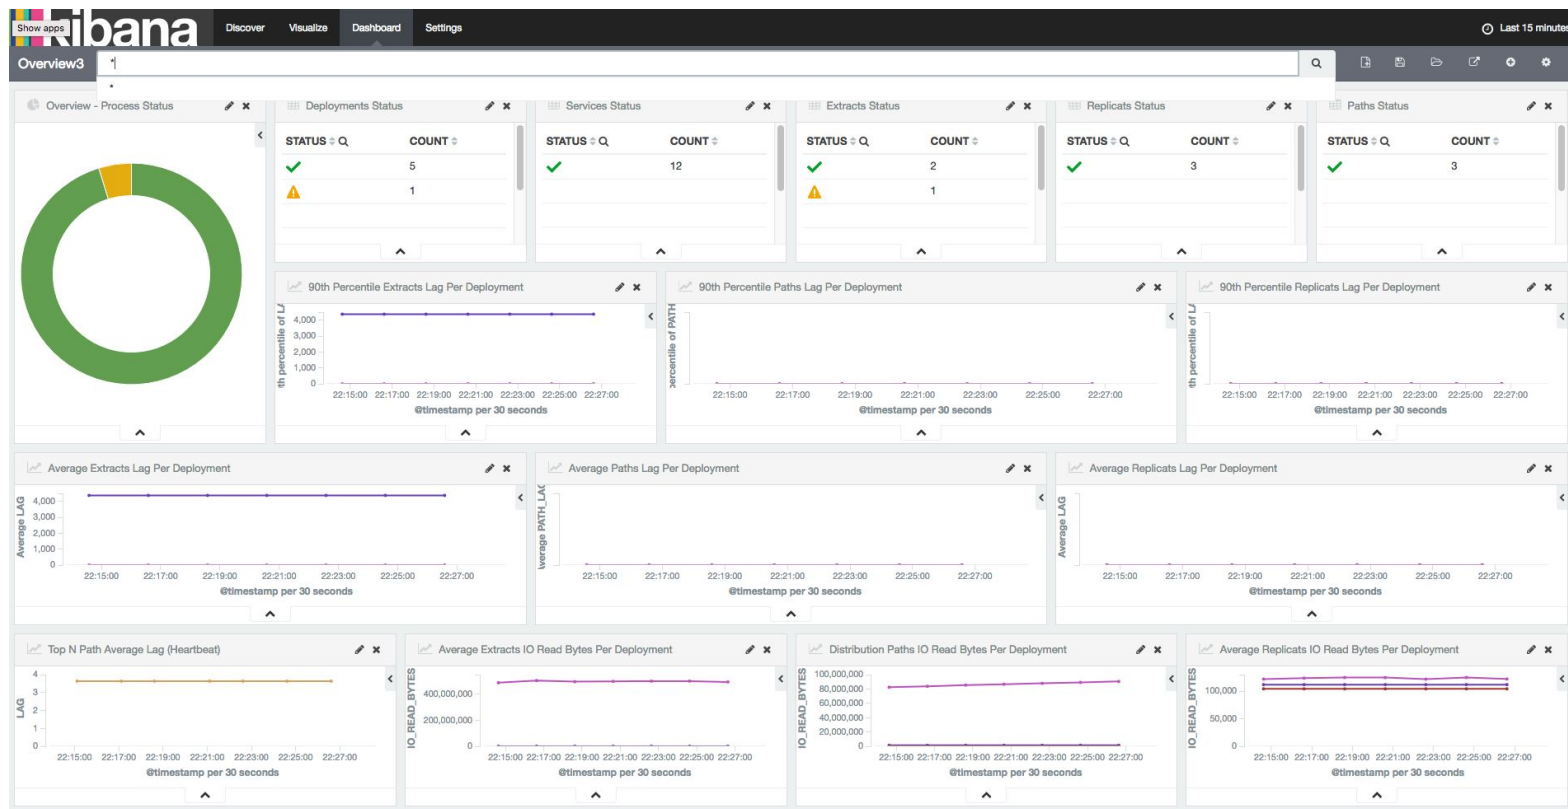 Show apps
kibana
Discover Visualize Dashboard Settings
Last 15 minutes
Overview3 *
*
Overview - Process Status
Deployments Status
STATUS COUNT
5
1
Services Status
STATUS COUNT
12
Extracts Status
STATUS COUNT
2
1
Replicats Status
STATUS COUNT
3
Paths Status
STATUS COUNT
3
90th Percentile Extracts Lag Per Deployment
th percentile of LA
4,000
3,000
2,000
1,000
0
22:15:00 22:17:00 22:19:00 22:21:00 22:23:00 22:25:00 22:27:00
@timestamp per 30 seconds
90th Percentile Paths Lag Per Deployment
percentile of PATH
22:15:00 22:17:00 22:19:00 22:21:00 22:23:00 22:25:00 22:27:00
@timestamp per 30 seconds
90th Percentile Replicats Lag Per Deployment
th percentile of LA
22:15:00 22:17:00 22:19:00 22:21:00 22:23:00 22:25:00 22:27:00
@timestamp per 30 seconds
Average Extracts Lag Per Deployment
Average LAG
4,000
3,000
2,000
1,000
0
22:15:00 22:17:00 22:19:00 22:21:00 22:23:00 22:25:00 22:27:00
@timestamp per 30 seconds
Average Paths Lag Per Deployment
Average PATH_LAG
22:15:00 22:17:00 22:19:00 22:21:00 22:23:00 22:25:00 22:27:00
@timestamp per 30 seconds
Average Replicats Lag Per Deployment
Average LAG
22:15:00 22:17:00 22:19:00 22:21:00 22:23:00 22:25:00 22:27:00
@timestamp per 30 seconds
Top N Path Average Lag (Heartbeat)
LAG
4
3
2
1
0
22:15:00 22:17:00 22:19:00 22:21:00 22:23:00 22:25:00 22:27:00
@timestamp per 30 seconds
Average Extracts IO Read Bytes Per Deployment
IO_READ_BYTES
400,000,000
200,000,000
0
22:15:00 22:17:00 22:19:00 22:21:00 22:23:00 22:25:00 22:27:00
@timestamp per 30 seconds
Distribution Paths IO Read Bytes Per Deployment
IO_READ_BYTES
100,000,000
80,000,000
60,000,000
40,000,000
20,000,000
0
22:15:00 22:17:00 22:19:00 22:21:00 22:23:00 22:25:00 22:27:00
@timestamp per 30 seconds
Average Replicats IO Read Bytes Per Deployment
IO_READ_BYTES
100,000
50,000
0
22:15:00 22:17:00 22:19:00 22:21:00 22:23:00 22:25:00 22:27:00
@timestamp per 30 seconds